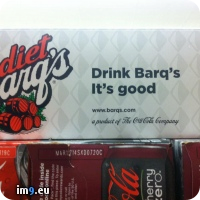 diet
Barq's
Drink Barq's
It's good
www.barqs.com
a product of The Coca-Cola Company
cherry
zero
im9.eu